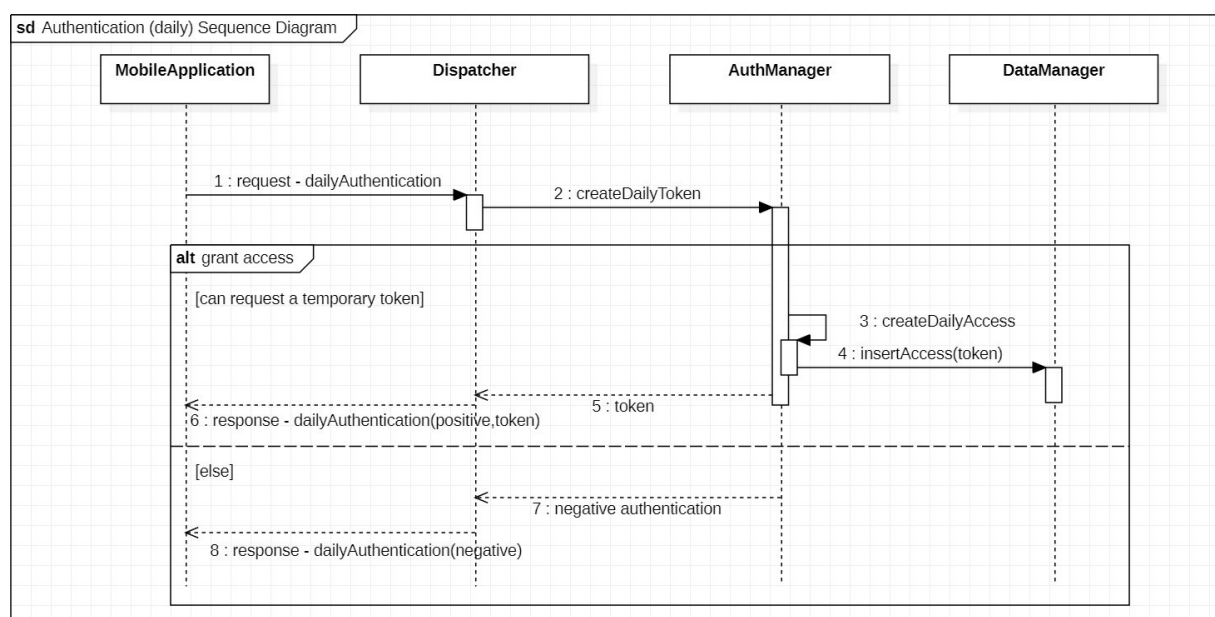 sd Authentication (daily) Sequence Diagram
MobileApplication
Dispatcher
AuthManager
DataManager
1 : request - dailyAuthentication
2 : createDailyToken
alt grant access
[can request a temporary token]
3 : createDailyAccess
4 : insertAccess(token)
5 : token
6 : response - dailyAuthentication(positive,token)
[else]
7 : negative authentication
8 : response - dailyAuthentication(negative)